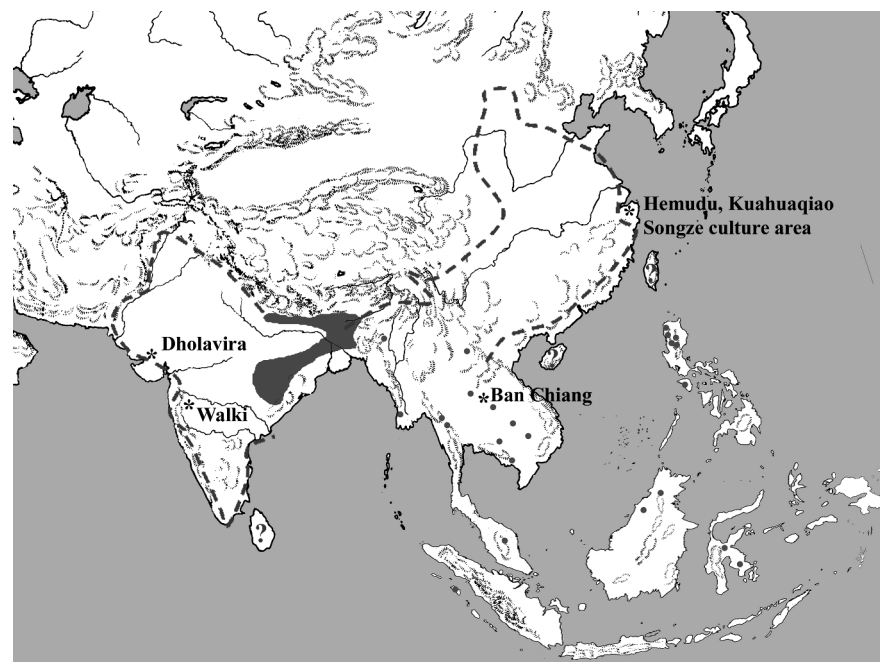 Hemudu, Kuahuaqiao
Songze culture area
?
?
Dholavira
*Ban Chiang
*
Walki
?